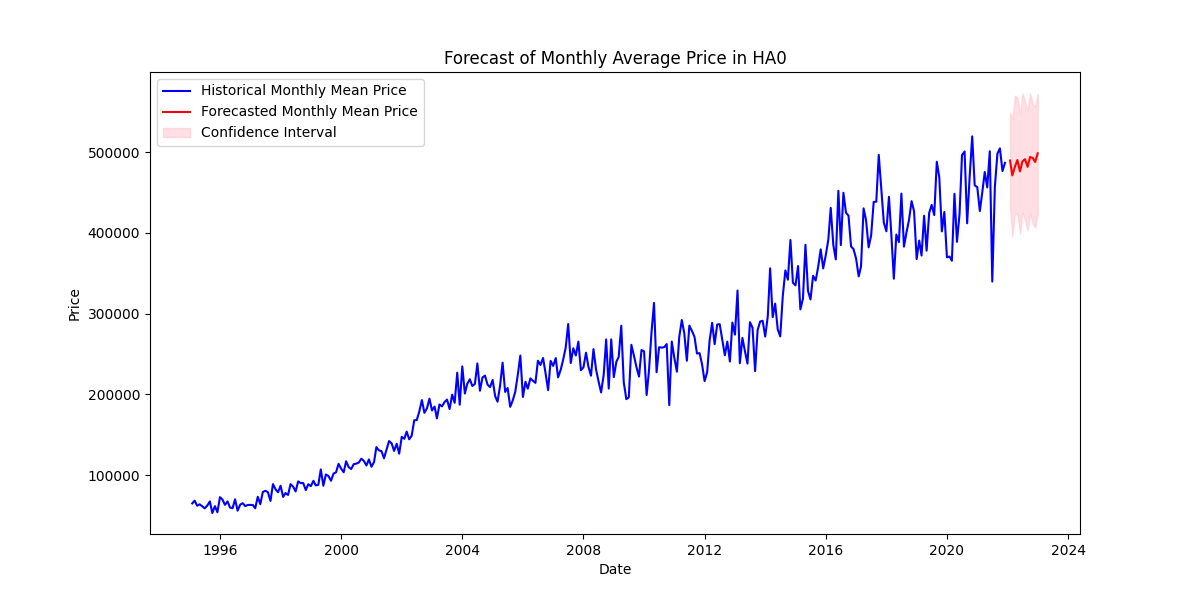 Forecast of Monthly Average Price in HA0
Historical Monthly Mean Price
Forecasted Monthly Mean Price
Confidence Interval
500000
400000
300000
200000
100000
Price
1996 2000 2004 2008 2012 2016 2020 2024
Date